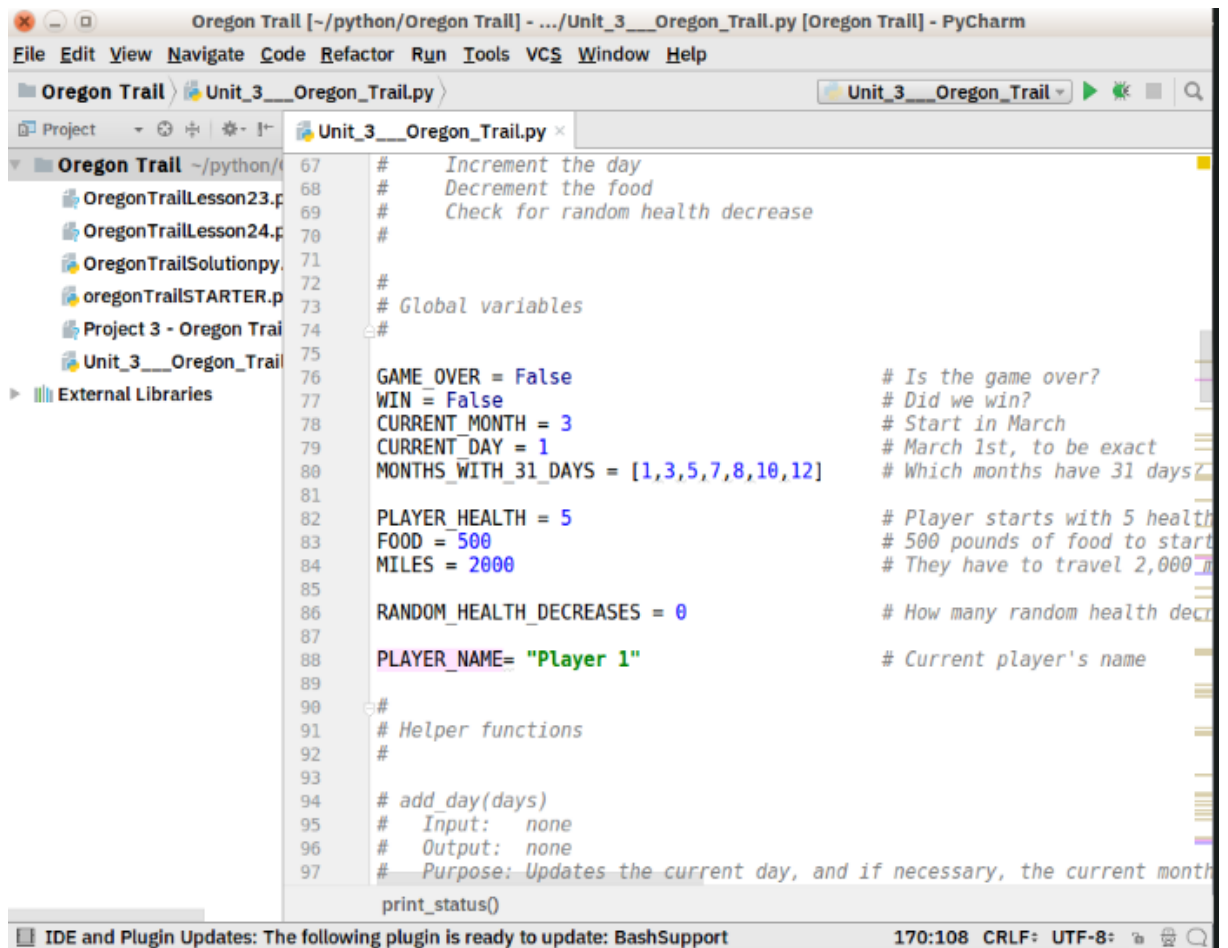 Oregon Trail [~/python/Oregon Trail] - .../Unit_3___Oregon_Trail.py [Oregon Trail] - PyCharm
File Edit View Navigate Code Refactor Run Tools VCS Window Help
Oregon Trail Unit_3___Oregon_Trail.py Unit_3___Oregon_Trail
Project Unit_3___Oregon_Trail.py
Oregon Trail ~/python/
OregonTrailLesson23.p
OregonTrailLesson24.p
OregonTrailSolutionpy.
oregonTrailSTARTER.p
Project 3 - Oregon Trai
Unit_3___Oregon_Trail
External Libraries
67 #     Increment the day
68 #     Decrement the food
69 #     Check for random health decrease
70 #
71
72 #
73 # Global variables
74 #
75
76 GAME_OVER = False # Is the game over?
77 WIN = False # Did we win?
78 CURRENT_MONTH = 3 # Start in March
79 CURRENT_DAY = 1 # March 1st, to be exact
80 MONTHS_WITH_31_DAYS = [1,3,5,7,8,10,12] # Which months have 31 days?
81
82 PLAYER_HEALTH = 5 # Player starts with 5 health
83 FOOD = 500 # 500 pounds of food to start
84 MILES = 2000 # They have to travel 2,000 m
85
86 RANDOM_HEALTH_DECREASES = 0 # How many random health decr
87
88 PLAYER_NAME= "Player 1" # Current player's name
89
90 #
91 # Helper functions
92 #
93
94 # add_day(days)
95 #   Input:  none
96 #   Output:  none
97 #   Purpose: Updates the current day, and if necessary, the current month
print_status()
IDE and Plugin Updates: The following plugin is ready to update: BashSupport 170:108 CRLF: UTF-8: